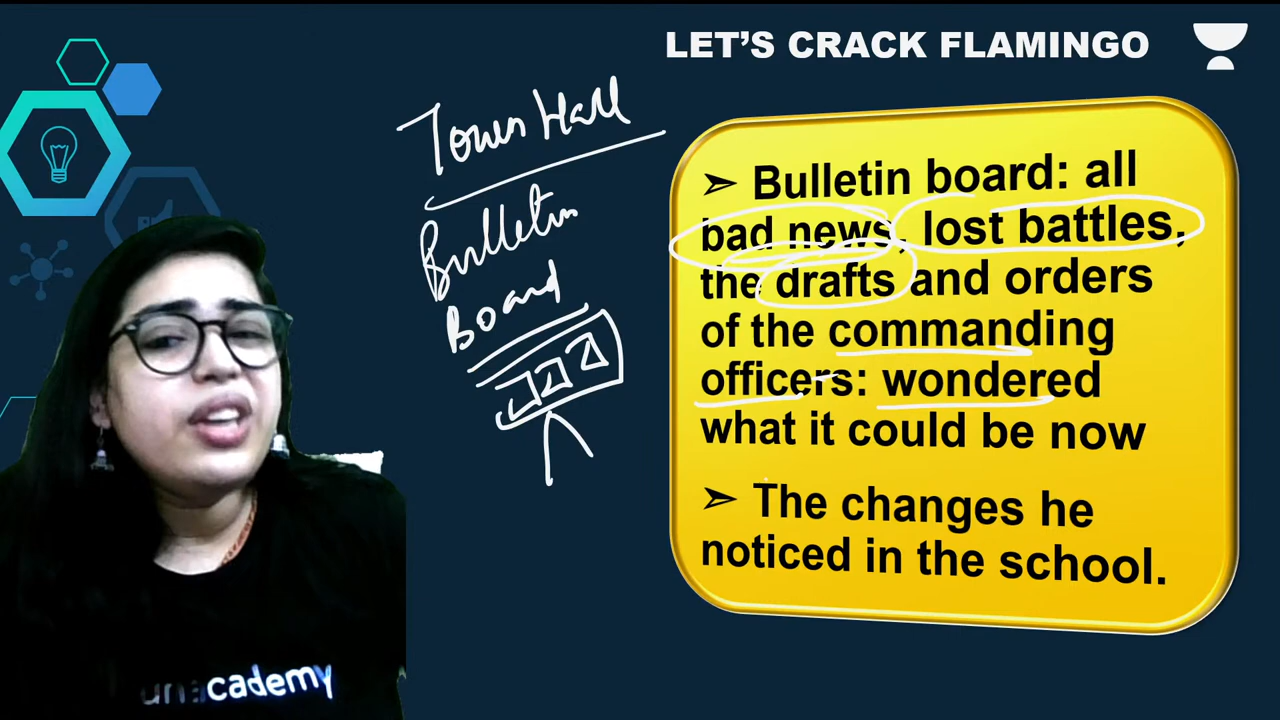 LET'S CRACK FLAMINGO
Town Hall
Bulletin
Board
➢ Bulletin board: all
bad news, lost battles,
the drafts and orders
of the commanding
officers: wondered
what it could be now
➢ The changes he
noticed in the school.
unacademy